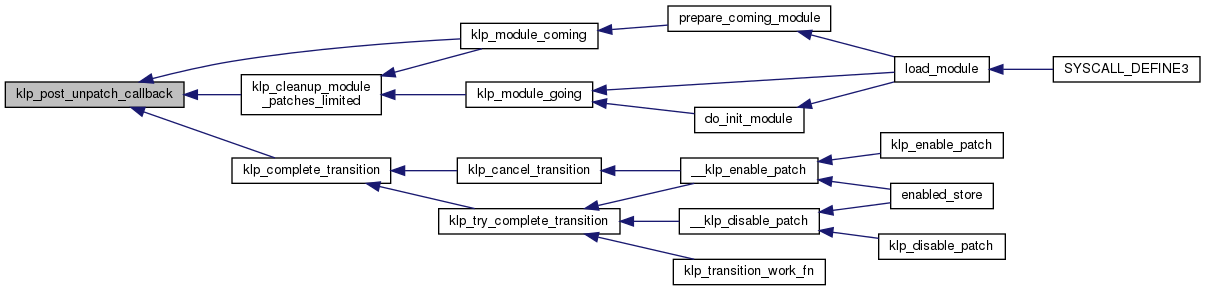 prepare_coming_module
klp_module_coming
load_module
SYSCALL_DEFINE3
klp_post_unpatch_callback
klp_cleanup_module
_patches_limited
klp_module_going
do_init_module
klp_enable_patch
klp_complete_transition
klp_cancel_transition
__klp_enable_patch
enabled_store
klp_try_complete_transition
__klp_disable_patch
klp_disable_patch
klp_transition_work_fn